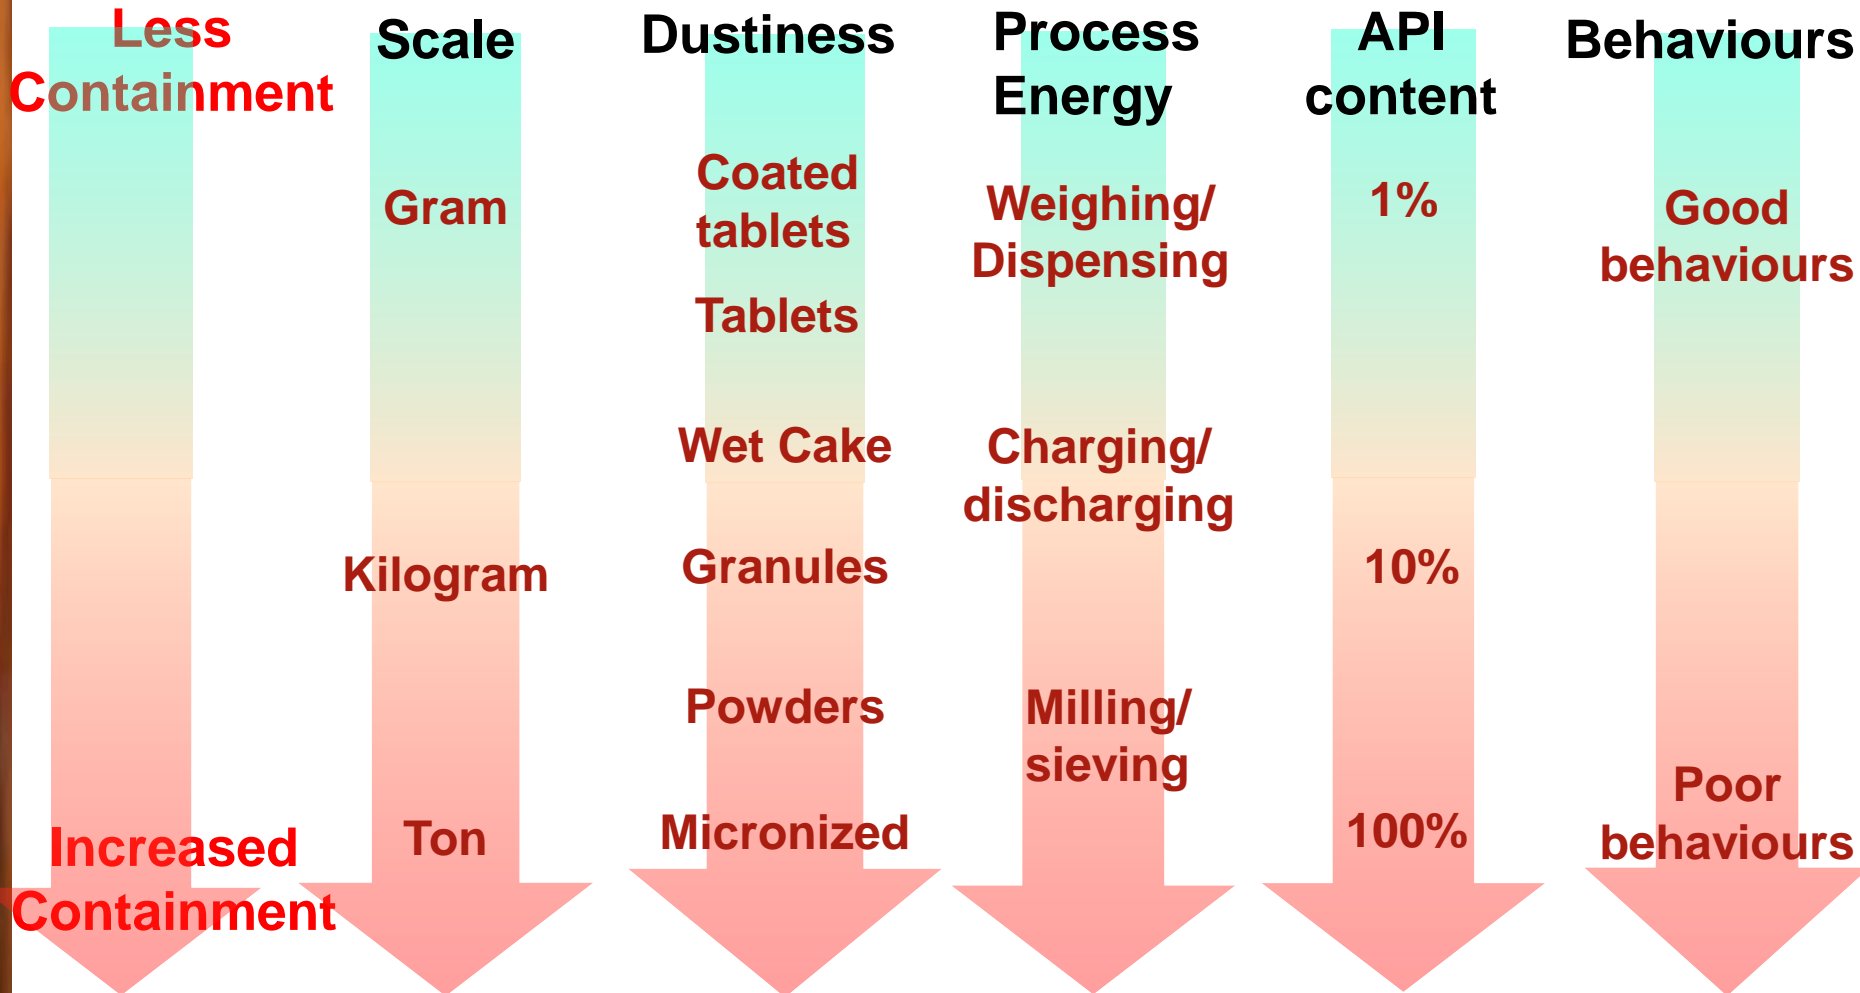 Less
Containment
Increased
Containment
Scale
Gram
Kilogram
Ton
Dustiness
Coated
tablets
Tablets
Wet Cake
Granules
Powders
Micronized
Process
Energy
Weighing/
Dispensing
Charging/
discharging
Milling/
sieving
API
content
1%
10%
100%
Behaviours
Good
behaviours
Poor
behaviours